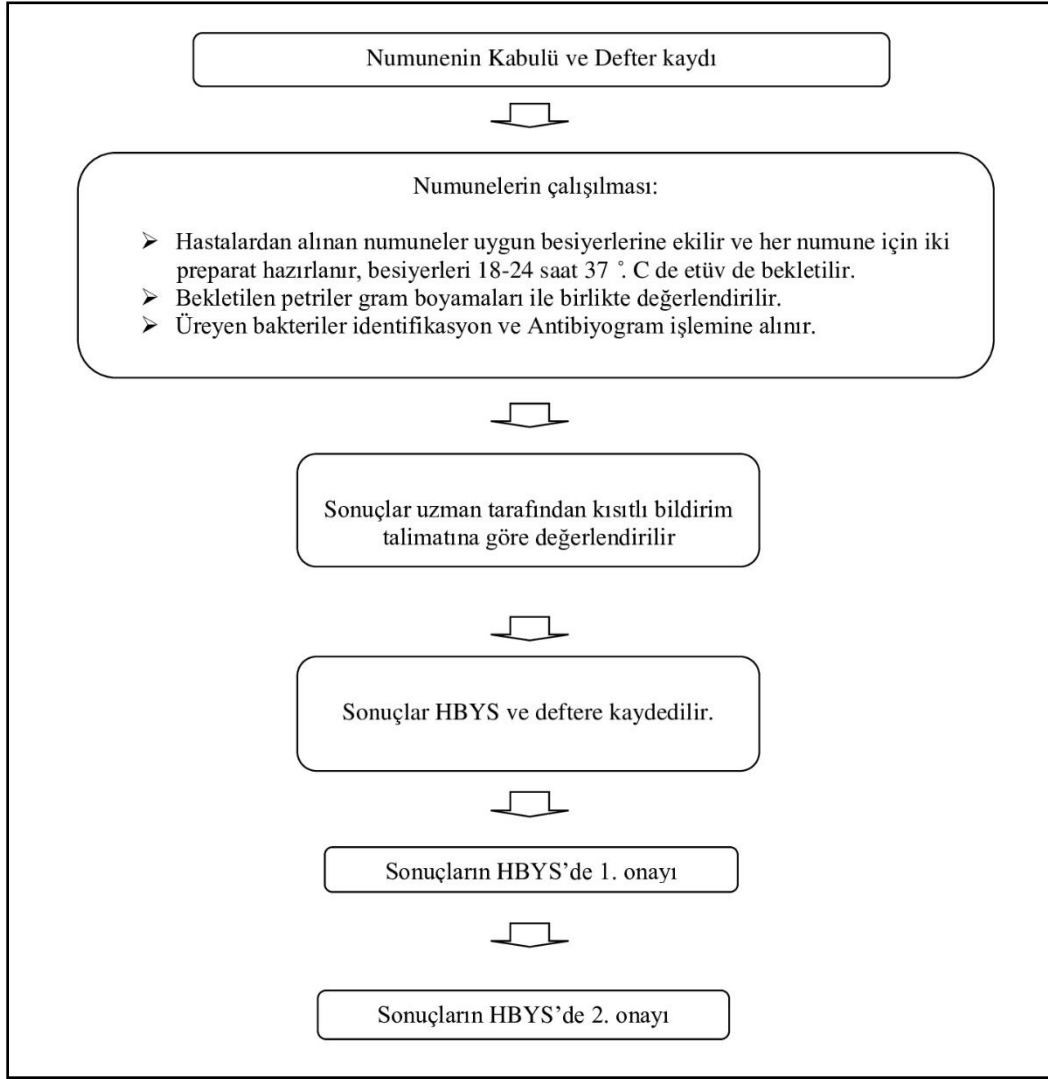 Numunenin Kabulü ve Defter kaydı
Numunelerin çalışılması:
➢ Hastalardan alınan numuneler uygun besiyerlerine ekilir ve her numune için iki
preparat hazırlanır, besiyerleri 18-24 saat 37 ˚. C de etüv de bekletilir.
➢ Bekletilen petriler gram boyamaları ile birlikte değerlendirilir.
➢ Üreyen bakteriler identifikasyon ve Antibiyogram işlemine alınır.
Sonuçlar uzman tarafından kısıtlı bildirim
talimatına göre değerlendirilir
Sonuçlar HBYS ve deftere kaydedilir.
Sonuçların HBYS’de 1. onayı
Sonuçların HBYS’de 2. onayı